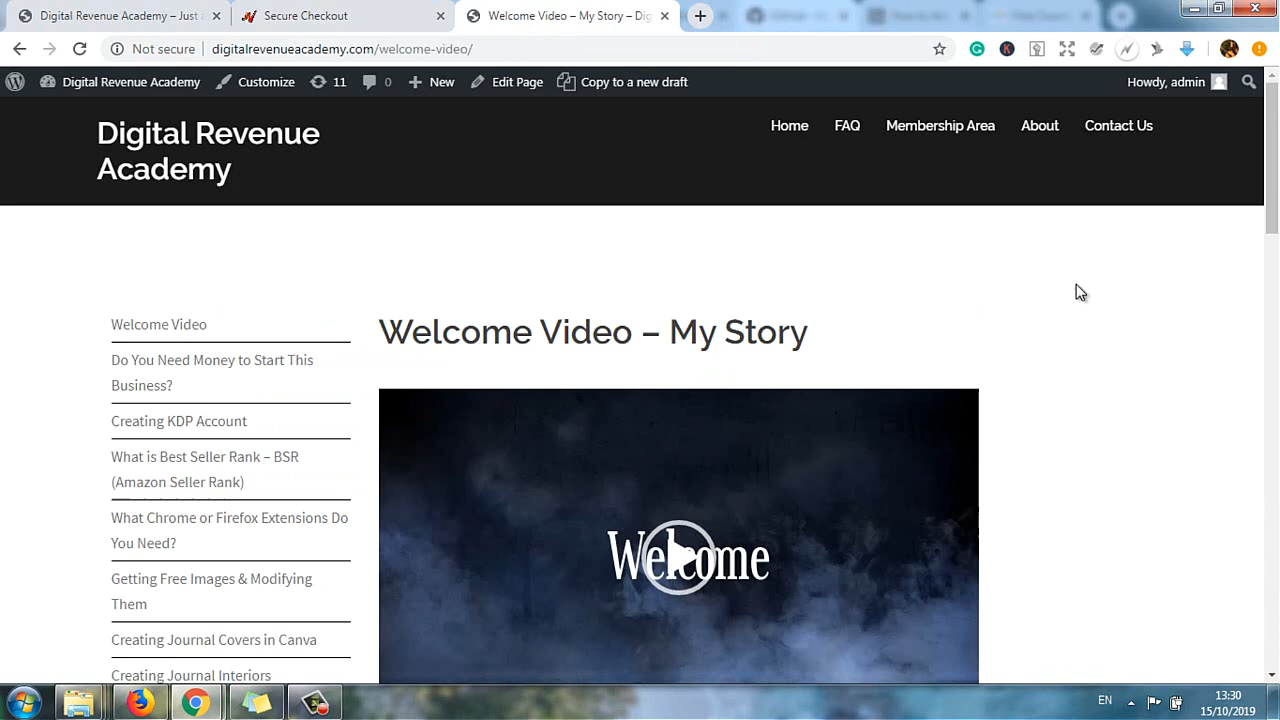 Digital Revenue Academy – Just
Secure Checkout
Welcome Video – My Story – Dig
Not secure
digitalrevenueacademy.com/welcome-video/
Digital Revenue Academy
Customize
11
0
New
Edit Page
Copy to a new draft
Howdy, admin
Digital Revenue
Academy
Home
FAQ
Membership Area
About
Contact Us
Welcome Video
Do You Need Money to Start This
Business?
Creating KDP Account
What is Best Seller Rank – BSR
(Amazon Seller Rank)
What Chrome or Firefox Extensions Do
You Need?
Getting Free Images & Modifying
Them
Creating Journal Covers in Canva
Creating Journal Interiors
Welcome Video – My Story
Welcome
EN
13:30
15/10/2019